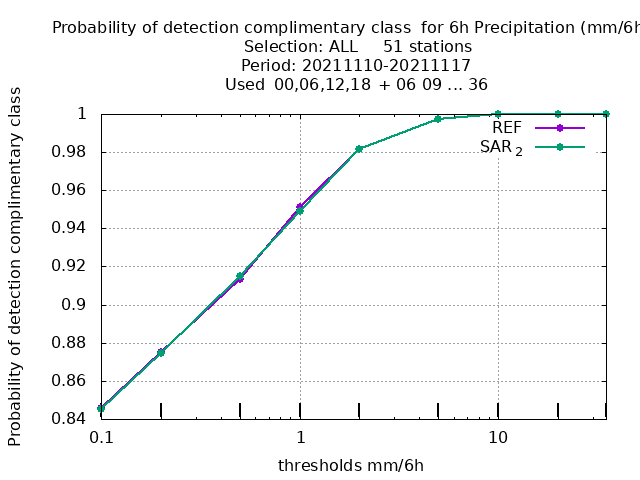 Probability of detection complimentary class  for 6h Precipitation (mm/6h
Selection: ALL     51 stations
Period: 20211110-20211117
Used  00,06,12,18  + 06 09 ... 36
Probability of detection complimentary class
1
0.98
0.96
0.94
0.92
0.9
0.88
0.86
0.84
REF
SAR 2
0.1
1
10
thresholds mm/6h